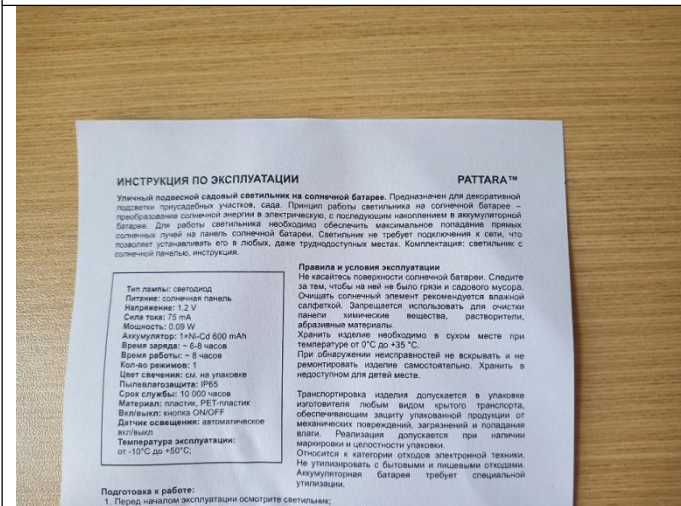 ИНСТРУКЦИЯ ПО ЭКСПЛУАТАЦИИ PATTARA™
Уличный подвесной садовый светильник на солнечной батарее. Предназначен для декоративной
подсветки приусадебных участков, сада. Принцип работы светильника на солнечной батарее –
преобразование солнечной энергии в электрическую, с последующим накоплением в аккумуляторной
батарее. Для работы светильника необходимо обеспечить максимальное попадание прямых
солнечных лучей на панель солнечной батареи. Светильник не требует подключения к сети, что
позволяет устанавливать его в любых, даже труднодоступных местах. Комплектация: светильник с
солнечной панелью, инструкция.
Тип лампы: светодиод
Питание: солнечная панель
Напряжение: 1.2 V
Сила тока: 75 mA
Мощность: 0.09 W
Аккумулятор: 1×Ni-Cd 600 mAh
Время заряда: ~ 6-8 часов
Время работы: ~ 8 часов
Кол-во режимов: 1
Цвет свечения: см. на упаковке
Пылевлагозащита: IP65
Срок службы: 10 000 часов
Материал: пластик, PET-пластик
Вкл/выкл: кнопка ON/OFF
Датчик освещения: автоматическое
вкл/выкл
Температура эксплуатации:
от -10°C до +50°C;
Правила и условия эксплуатации
Не касайтесь поверхности солнечной батареи. Следите
за тем, чтобы на ней не было грязи и садового мусора.
Очищать солнечный элемент рекомендуется влажной
салфеткой. Запрещается использовать для очистки
панели химические вещества, растворители,
абразивные материалы.
Хранить изделие необходимо в сухом месте при
температуре от 0°C до +35 °C.
При обнаружении неисправностей не вскрывать и не
ремонтировать изделие самостоятельно. Хранить в
недоступном для детей месте.
Транспортировка изделия допускается в упаковке
изготовителя любым видом крытого транспорта,
обеспечивающим защиту упакованной продукции от
механических повреждений, загрязнений и попадания
влаги. Реализация допускается при наличии
маркировки и целостности упаковки.
Относится к категории отходов электронной техники.
Не утилизировать с бытовыми и пищевыми отходами.
Аккумуляторная батарея требует специальной
утилизации.
Подготовка к работе:
1. Перед началом эксплуатации осмотрите светильник;